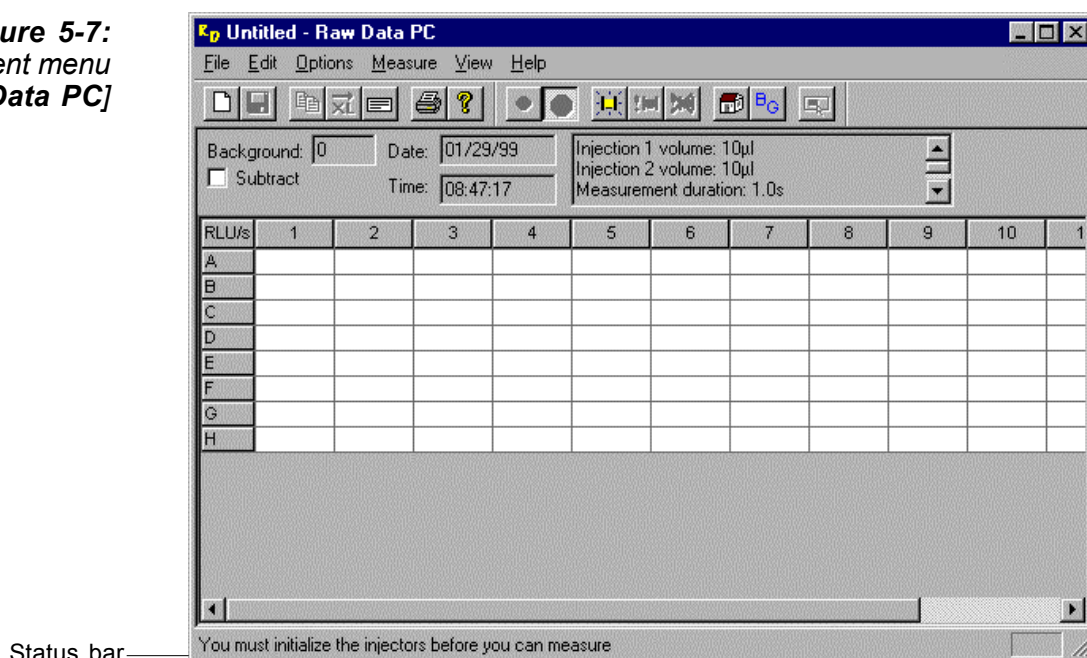 ure 5-7:
ent menu
Data PC]
RD Untitled - Raw Data PC
File Edit Options Measure View Help
BG
Background: 0 Date: 01/29/99
Subtract Time: 08:47:17
Injection 1 volume: 10µl
Injection 2 volume: 10µl
Measurement duration: 1.0s
RLU/s 1 2 3 4 5 6 7 8 9 10 1
A
B
C
D
E
F
G
H
You must initialize the injectors before you can measure
Status bar